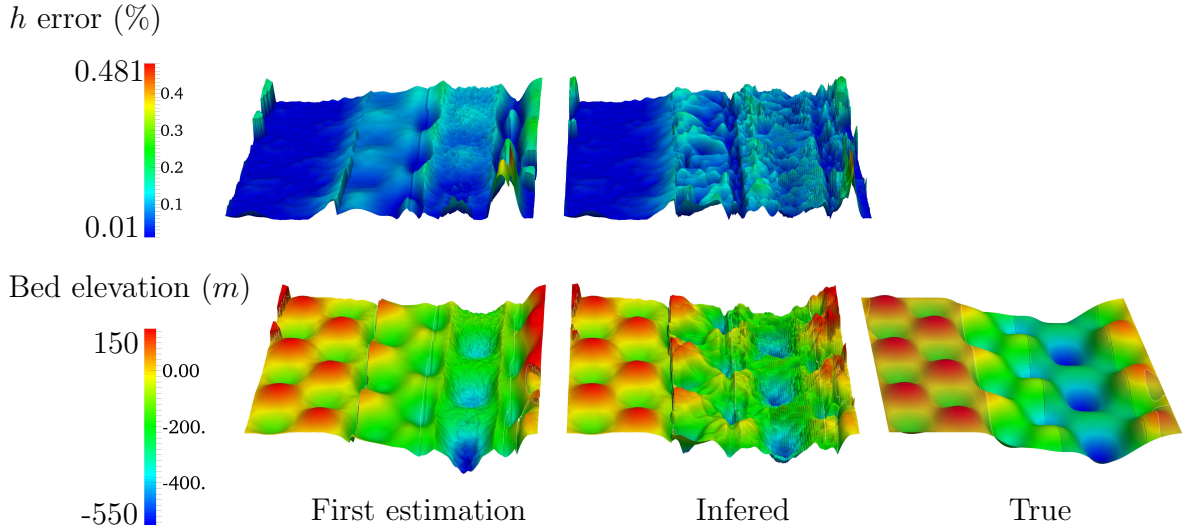 h error (%)
0.481
0.4
0.3
0.2
0.1
0.01
Bed elevation (m)
150
0.00
-200.
-400.
-550
First estimation
Infered
True